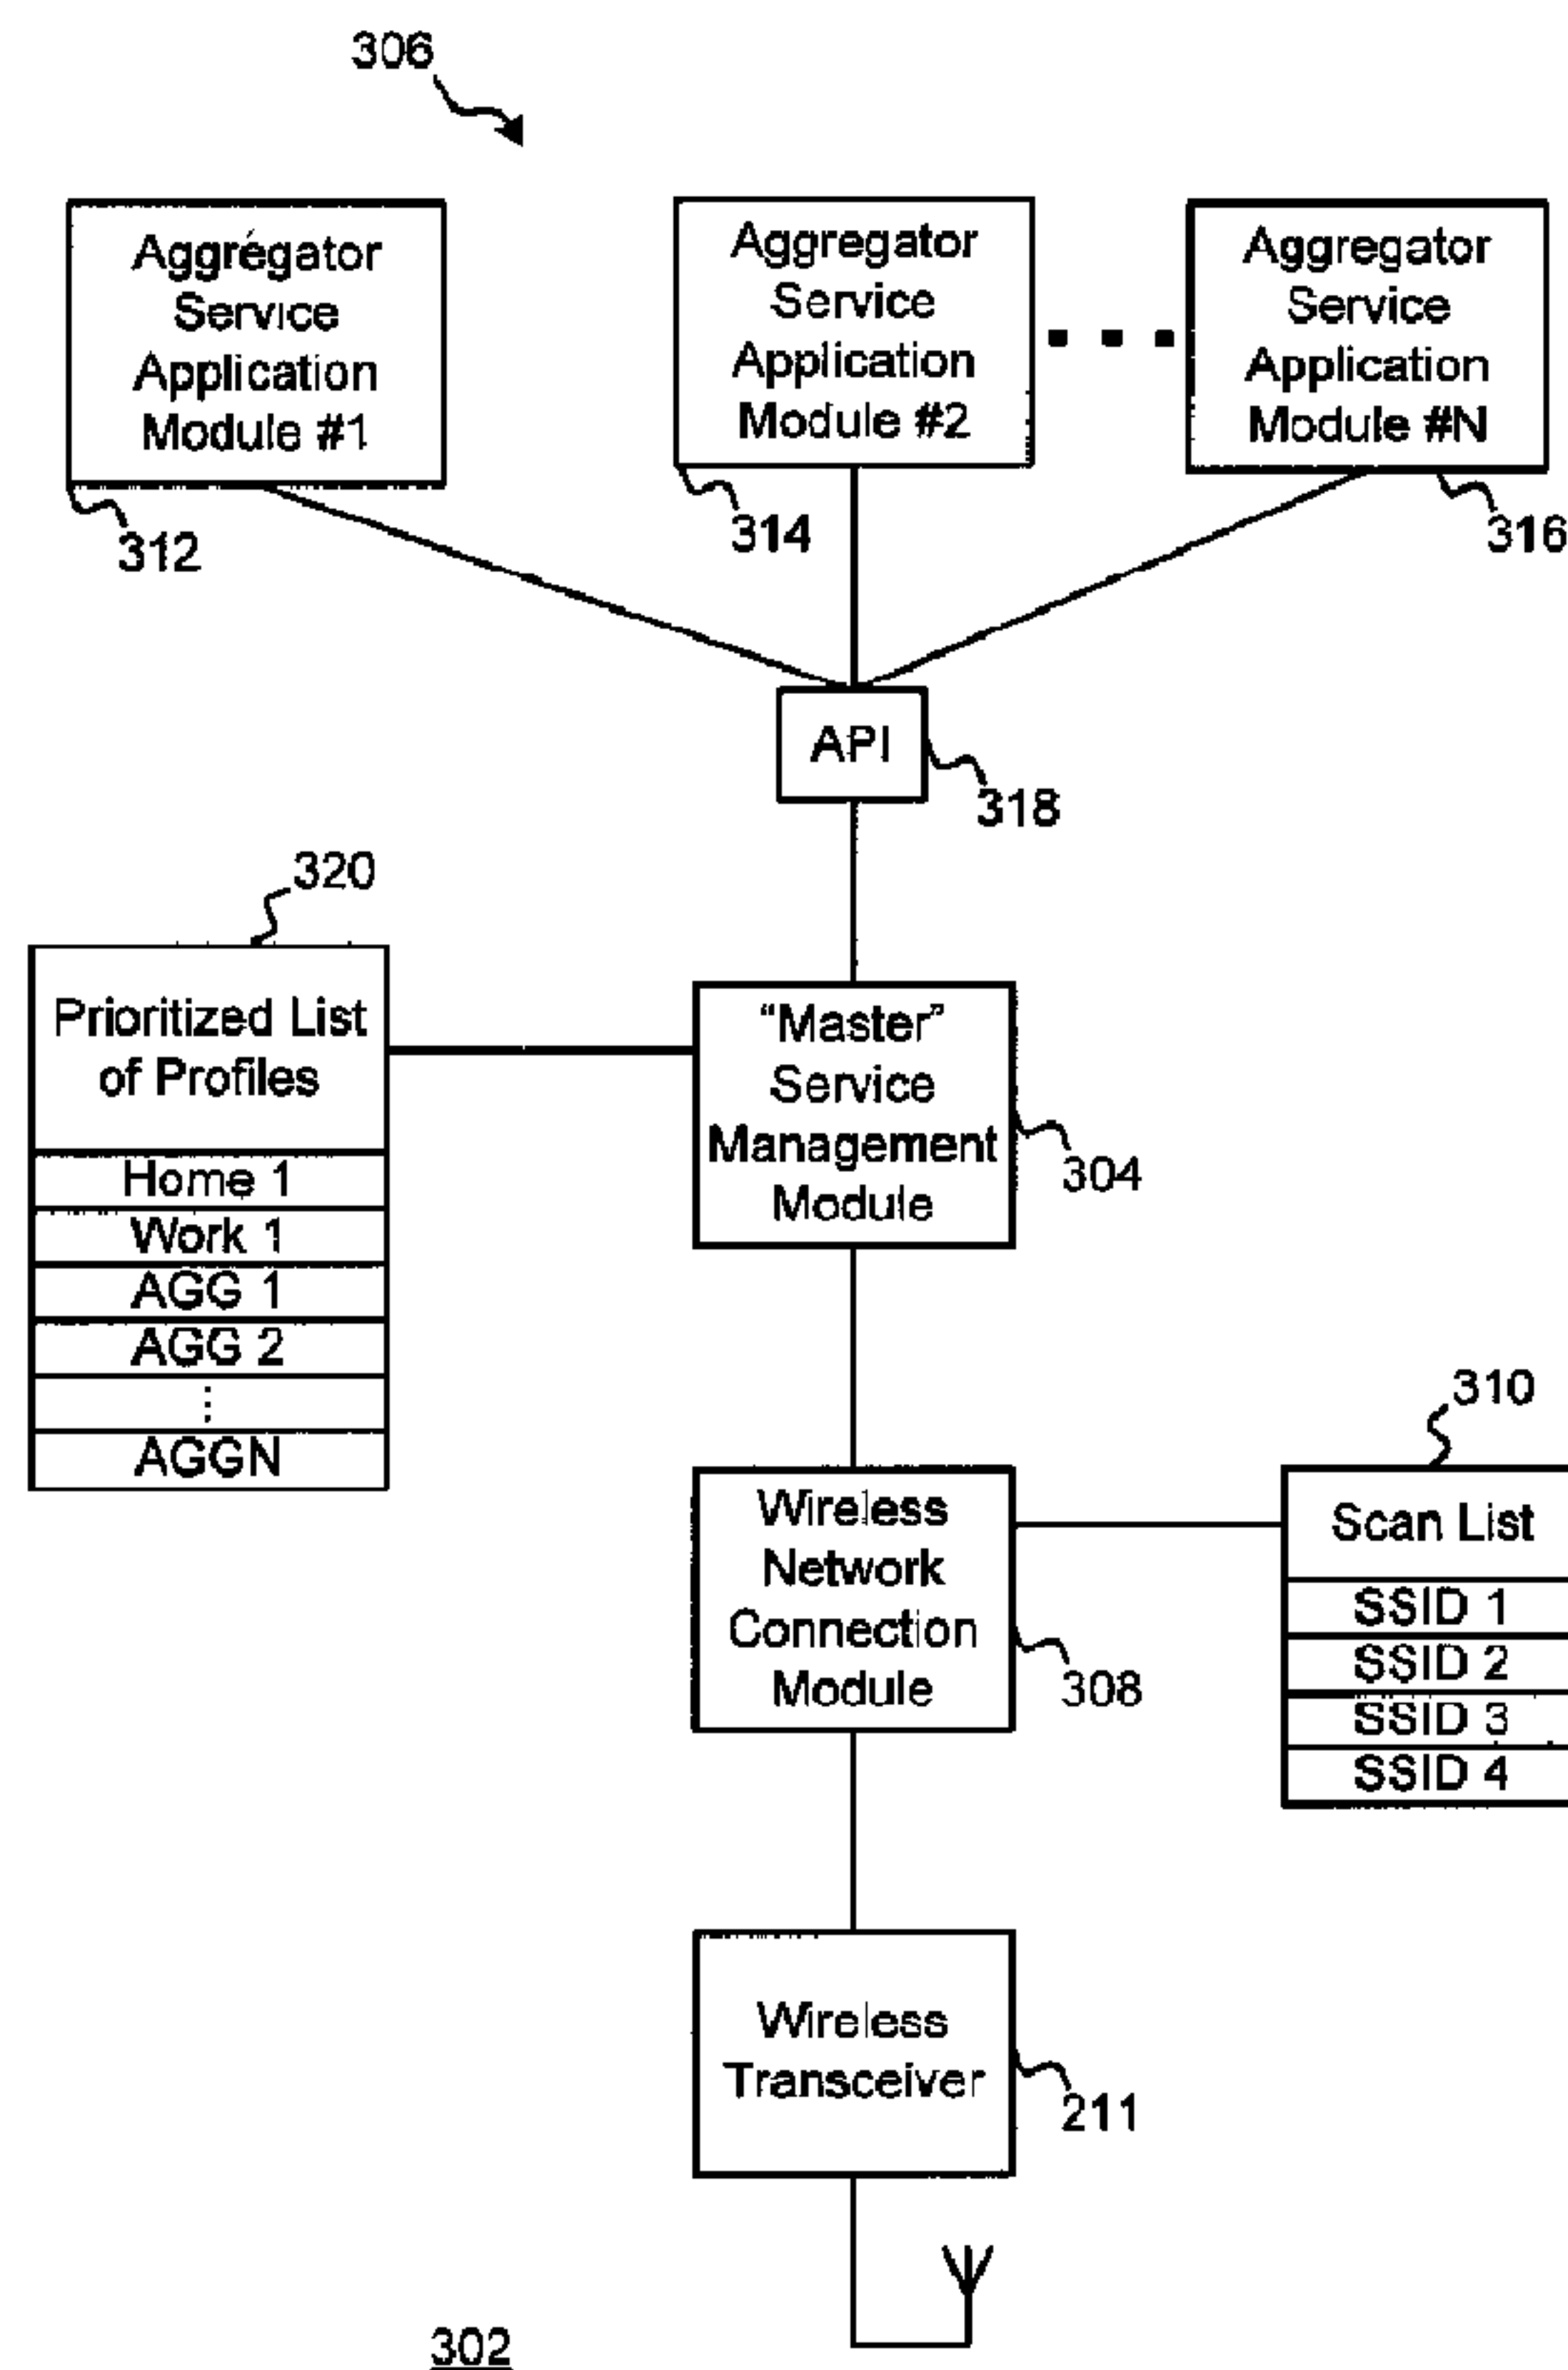 306
Aggregator
Service
Application
Module #1
312
Aggregator
Service
Application
Module #2
314
Aggregator
Service
Application
Module #N
316
API
318
320
Prioritized List
of Profiles
Home 1
Work 1
AGG 1
AGG 2
⋮
AGGN
“Master”
Service
Management
Module
304
310
Wireless
Network
Connection
Module
308
Scan List
SSID 1
SSID 2
SSID 3
SSID 4
Wireless
Transceiver
211
302